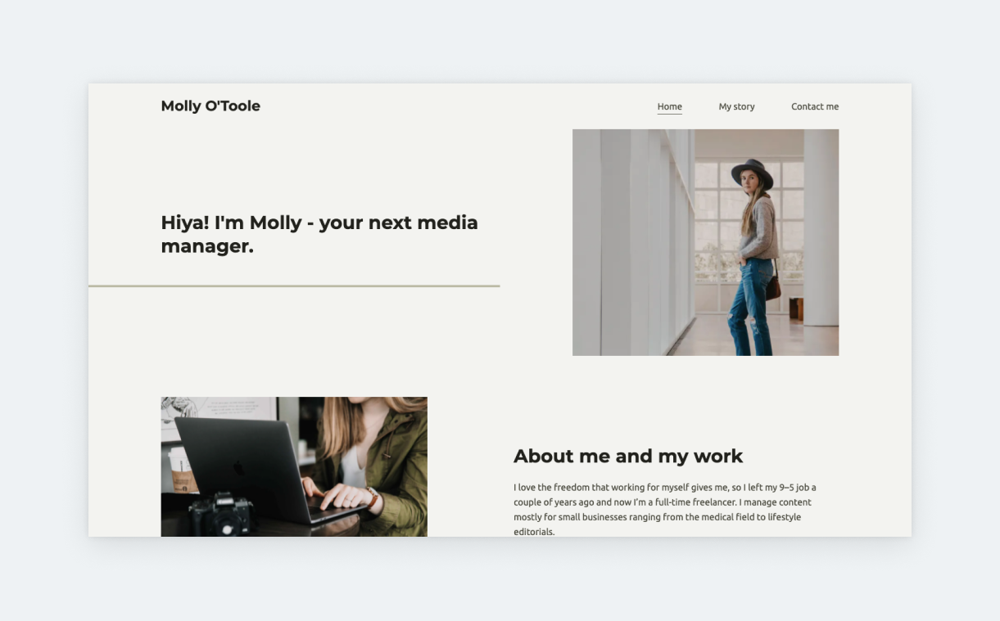 Molly O'Toole
Home
My story
Contact me
Hiya! I'm Molly - your next media
manager.
About me and my work
I love the freedom that working for myself gives me, so I left my 9–5 job a
couple of years ago and now I'm a full-time freelancer. I manage content
mostly for small businesses ranging from the medical field to lifestyle
editorials.